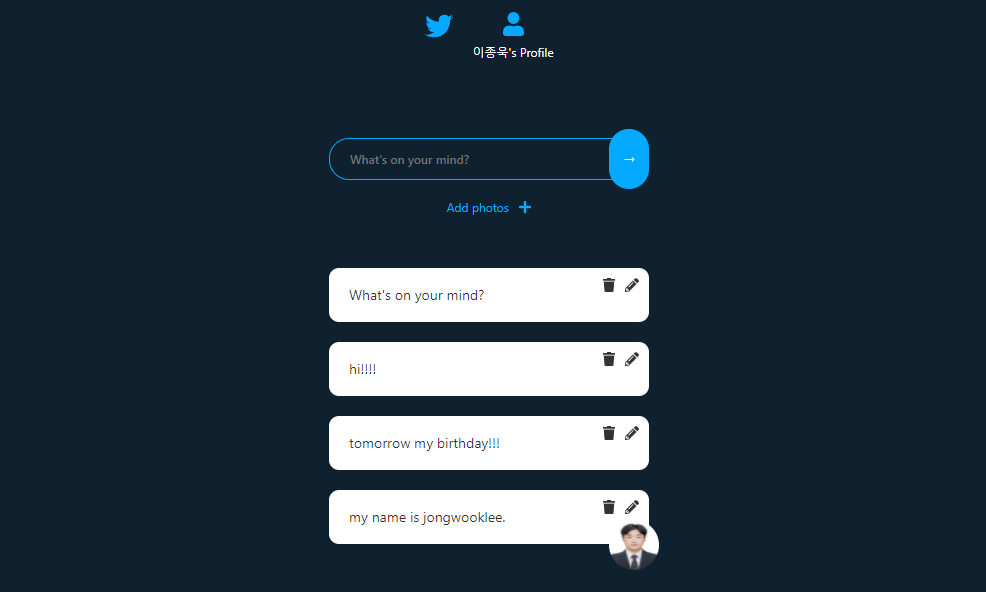 이종욱's Profile
What's on your mind?
→
Add photos +
What's on your mind?
hi!!!!
tomorrow my birthday!!!
my name is jongwooklee.